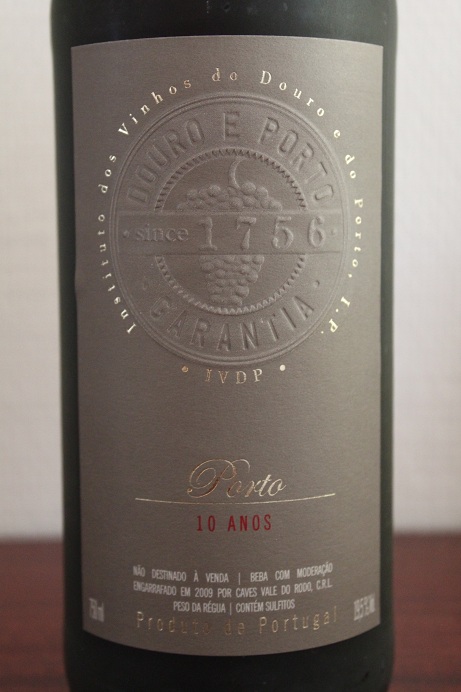 Instituto dos Vinhos do Douro e do Porto, I.P.
DOURO E PORTO
since 1756
GARANTIA
IVDP
Porto
10 ANOS
NÃO DESTINADO À VENDA | BEBA COM MODERAÇÃO
ENGARRAFADO EM 2009 POR CAVES VALE DO RODO, C.R.L.
PESO DA RÉGUA | CONTÉM SULFITOS
750 ml
Produto de Portugal